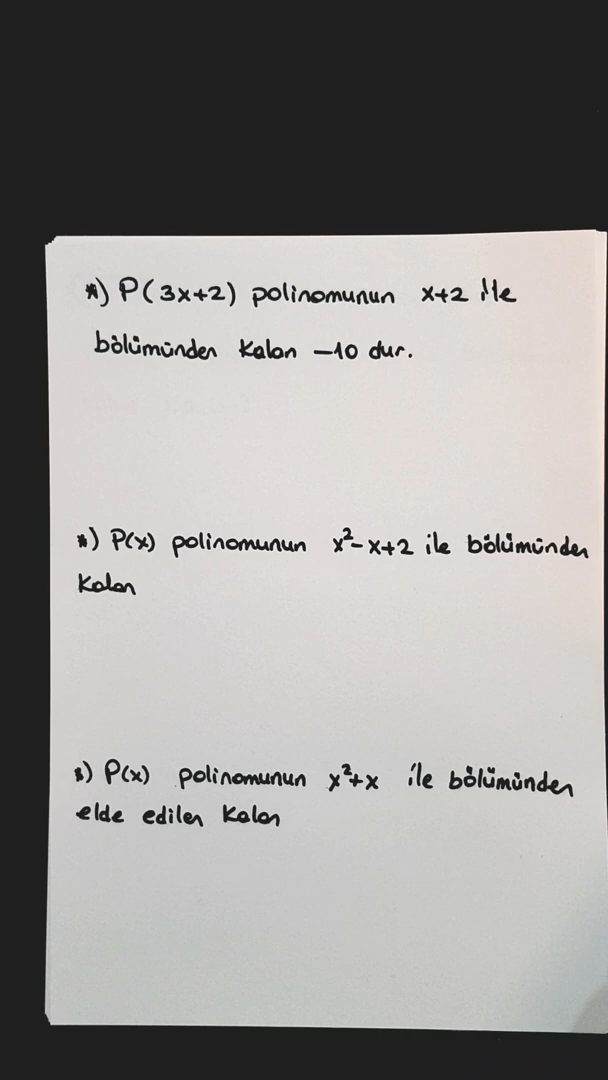 *) P(3x+2) polinomunun x+2 ile
bölümünden kalan -10 dur.
*) P(x) polinomunun x²-x+2 ile bölümünden
kalan
*) P(x) polinomunun x²+x ile bölümünden
elde edilen kalan